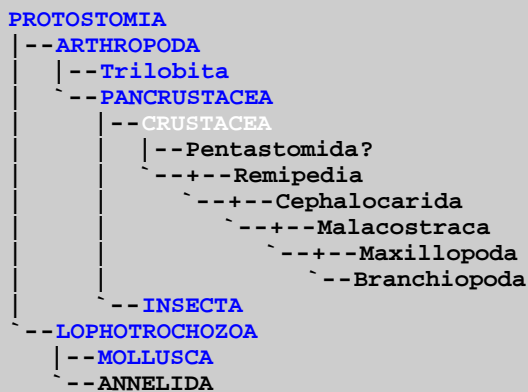 PROTOSTOMIA
|--ARTHROPODA
|  |--Trilobita
|  `--PANCRUSTACEA
|     |--CRUSTACEA
|     |  |--Pentastomida?
|     |  `--+--Remipedia
|     |     `--+--Cephalocarida
|     |        `--+--Malacostraca
|     |           `--+--Maxillopoda
|     |              `--Branchiopoda
|     `--INSECTA
`--LOPHOTROCHOZOA
   |--MOLLUSCA
   `--ANNELIDA